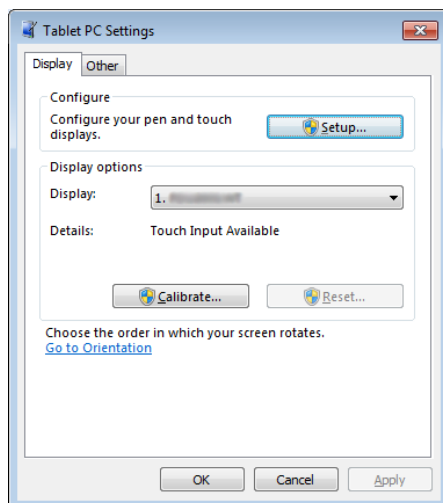 Tablet PC Settings
Display
Other
Configure
Configure your pen and touch
displays.
Setup...
Display options
Display:
1.
Details:
Touch Input Available
Calibrate...
Reset...
Choose the order in which your screen rotates.
Go to Orientation
OK
Cancel
Apply